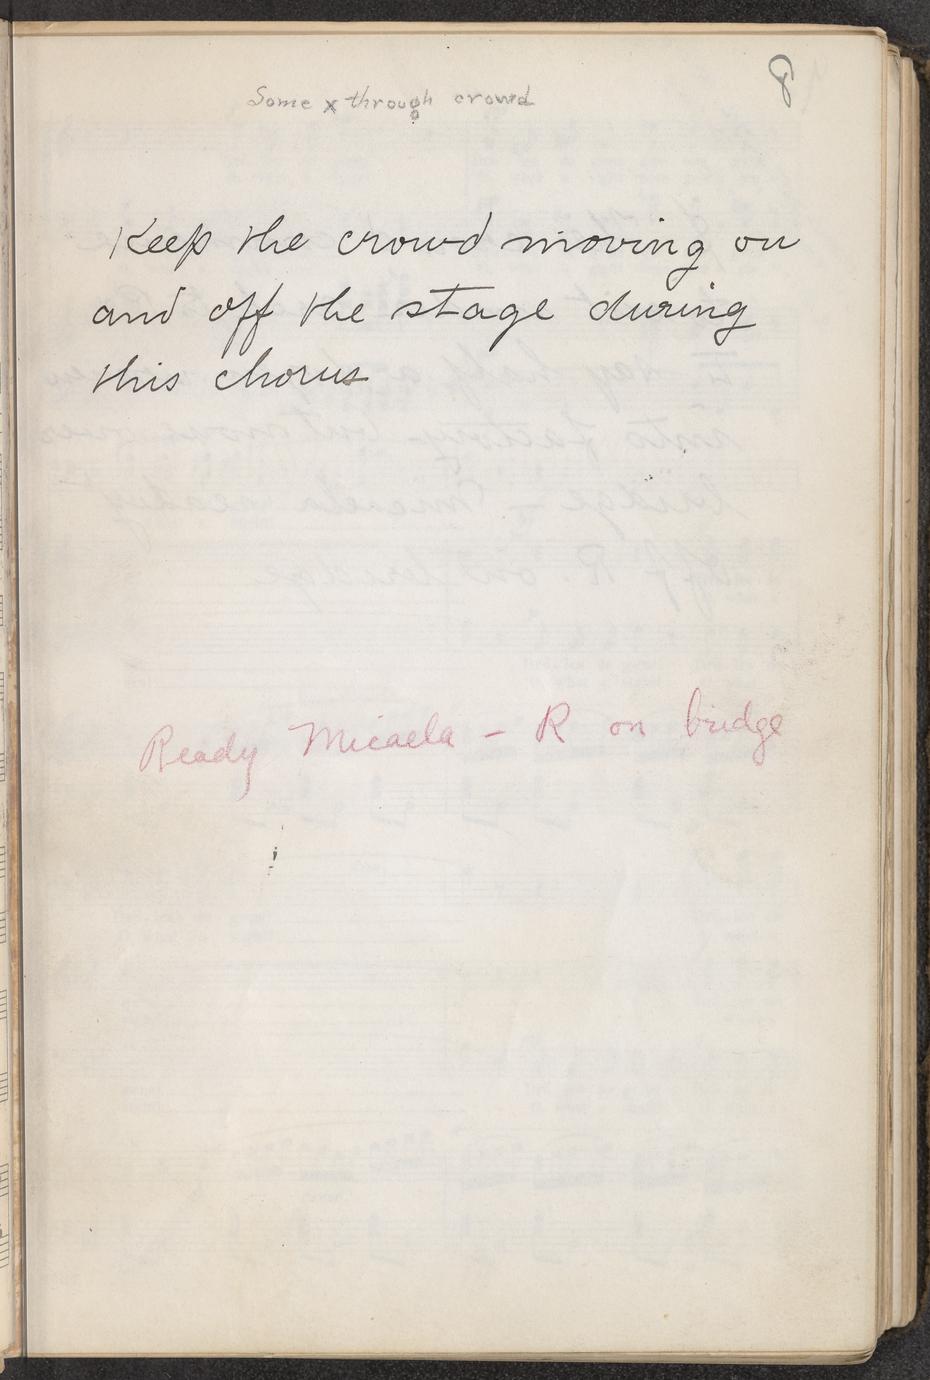 8
Some x through crowd
Keep the crowd moving on
and off the stage during
this chorus
Ready Micaela - R on bridge